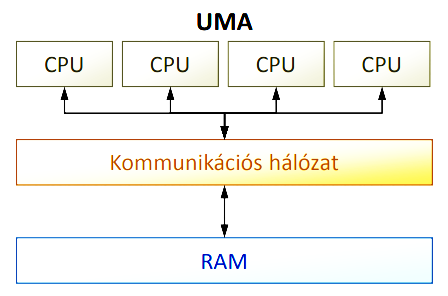 UMA
CPU CPU CPU CPU
Kommunikációs hálózat
RAM